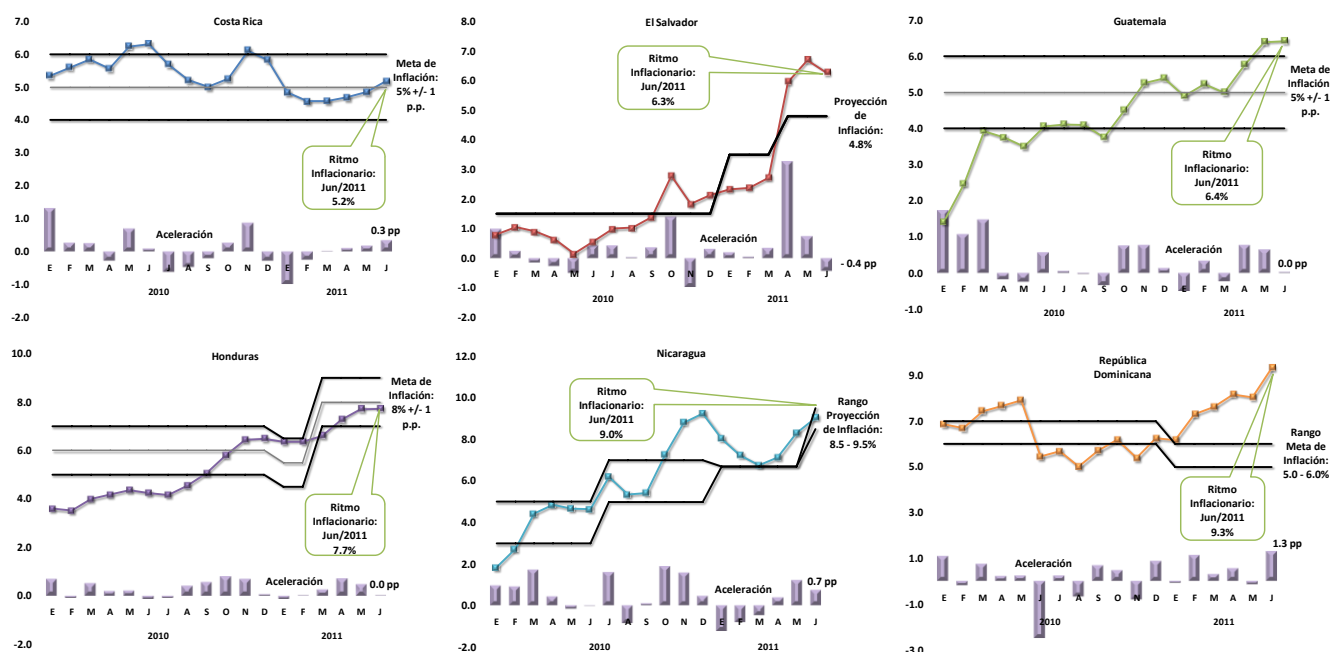 Costa Rica
7.0
6.0
5.0
4.0
3.0
2.0
1.0
0.0
-1.0
-2.0
Meta de
Inflación:
5% +/- 1
p.p.
Ritmo
Inflacionario:
Jun/2011
5.2%
Aceleración
0.3 pp
E F M A M J J A S O N D E F M A M J
2010 2011
El Salvador
8.0
7.0
6.0
5.0
4.0
3.0
2.0
1.0
0.0
-1.0
-2.0
Ritmo
Inflacionario:
Jun/2011
6.3%
Proyección
de
Inflación:
4.8%
Aceleración
- 0.4 pp
E F M A M J J A S O N D E F M A M J
2010 2011
Guatemala
7.0
6.0
5.0
4.0
3.0
2.0
1.0
0.0
-1.0
Meta de
Inflación
5% +/- 1
p.p.
Ritmo
Inflacionario:
Jun/2011
6.4%
Aceleración
0.0 pp
E F M A M J J A S O N D E F M A M J
2010 2011
Honduras
10.0
8.0
6.0
4.0
2.0
0.0
-2.0
Meta de
Inflación:
8% +/- 1
p.p.
Ritmo
Inflacionario:
Jun/2011
7.7%
Aceleración
0.0 pp
E F M A M J J A S O N D E F M A M J
2010 2011
Nicaragua
12.0
10.0
8.0
6.0
4.0
2.0
0.0
-2.0
Ritmo
Inflacionario:
Jun/2011
9.0%
Rango
Proyección
de Inflación:
8.5 - 9.5%
Aceleración
0.7 pp
E F M A M J J A S O N D E F M A M J
2010 2011
República
Dominicana
9.0
7.0
5.0
3.0
1.0
-1.0
-3.0
Rango
Meta de
Inflación:
5.0 - 6.0%
Ritmo
Inflacionario:
Jun/2011
9.3%
Aceleración
1.3 pp
E F M A M J J A S O N D E F M A M J
2010 2011